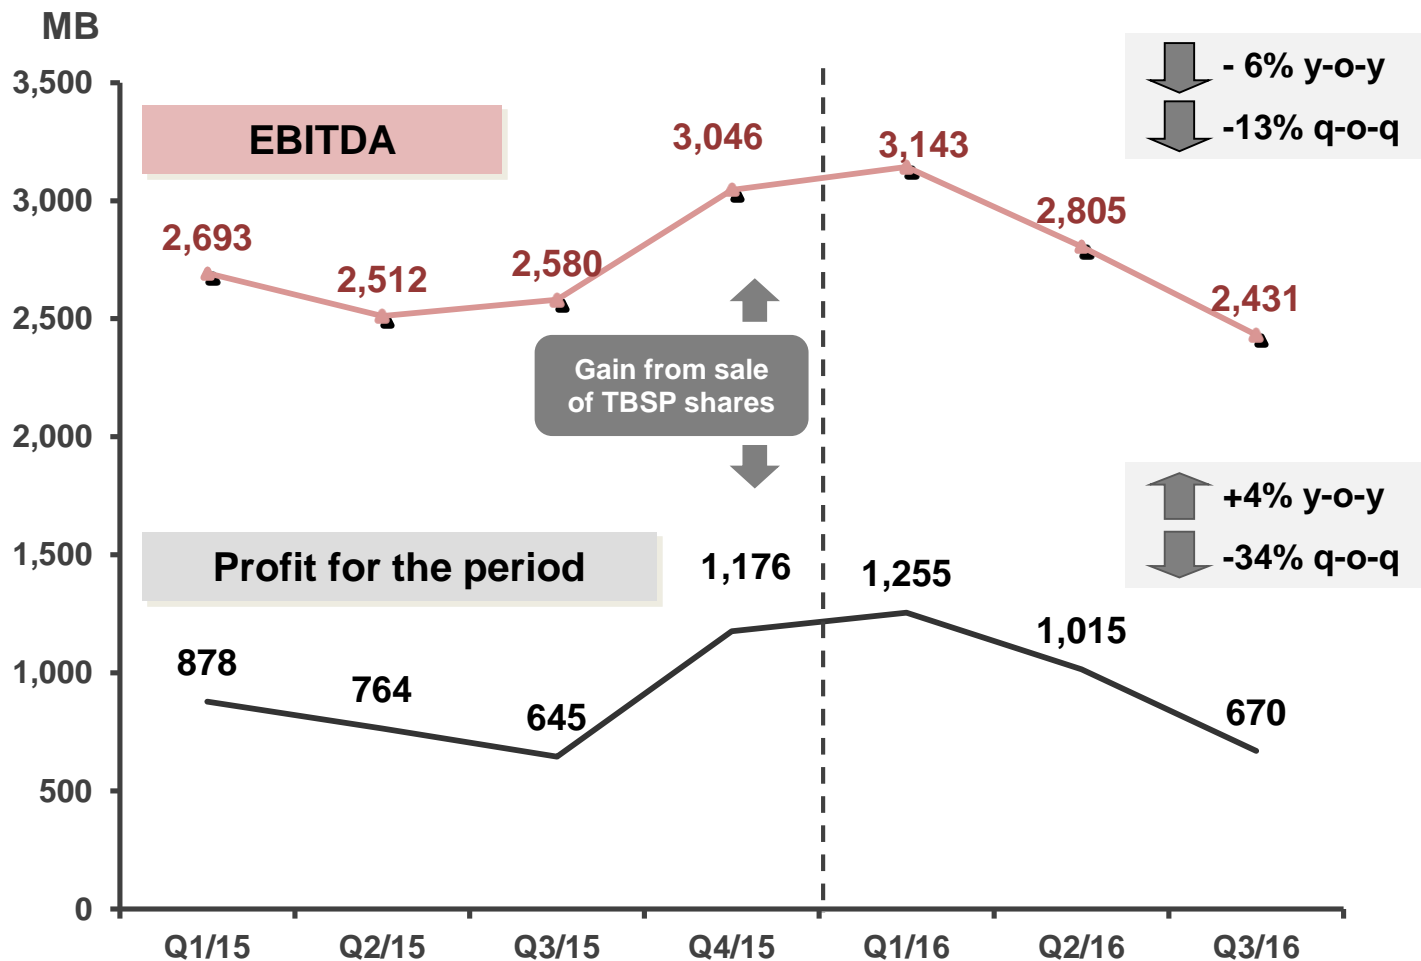 MB
3,500
3,000
2,500
2,000
1,500
1,000
500
0
EBITDA
- 6% y-o-y
-13% q-o-q
2,693
2,512
2,580
3,046
3,143
2,805
2,431
Gain from sale
of TBSP shares
+4% y-o-y
-34% q-o-q
Profit for the period
878
764
645
1,176
1,255
1,015
670
Q1/15
Q2/15
Q3/15
Q4/15
Q1/16
Q2/16
Q3/16